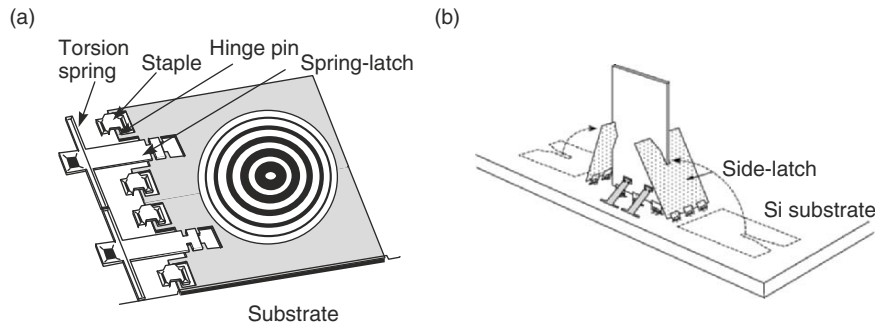 (a)
Torsion
spring
Staple
Hinge pin
Spring-latch
Substrate
(b)
Side-latch
Si substrate